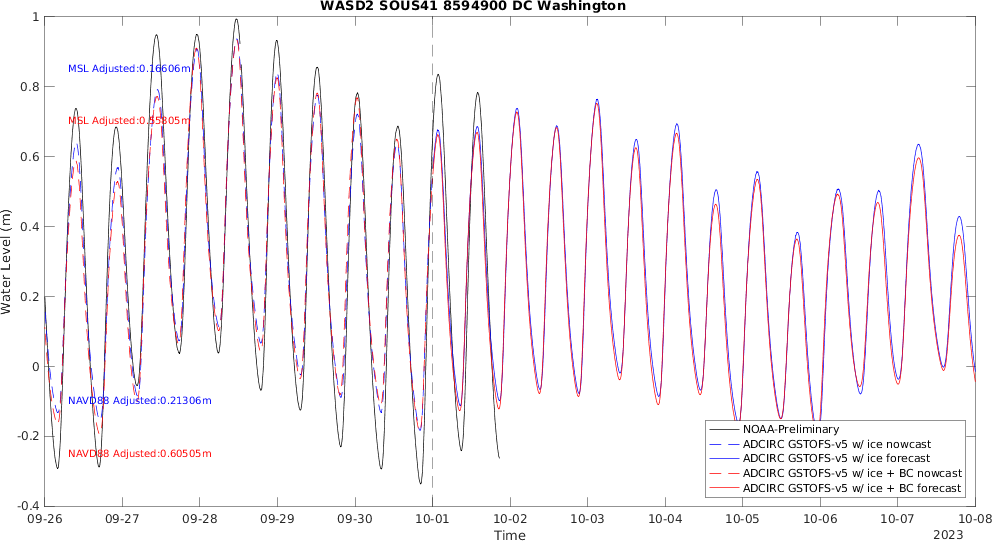 WASD2 SOUS41 8594900 DC Washington
1
0.8
0.6
0.4
0.2
0
-0.2
-0.4
Water Level (m)
MSL Adjusted:0.16606m
MSL Adjusted:0.55805m
NAVD88 Adjusted:0.21306m
NAVD88 Adjusted:0.60505m
NOAA-Preliminary
ADCIRC GSTOFS-v5 w/ ice nowcast
ADCIRC GSTOFS-v5 w/ ice forecast
ADCIRC GSTOFS-v5 w/ ice + BC nowcast
ADCIRC GSTOFS-v5 w/ ice + BC forecast
09-26 09-27 09-28 09-29 09-30 10-01 10-02 10-03 10-04 10-05 10-06 10-07 10-08
Time
2023